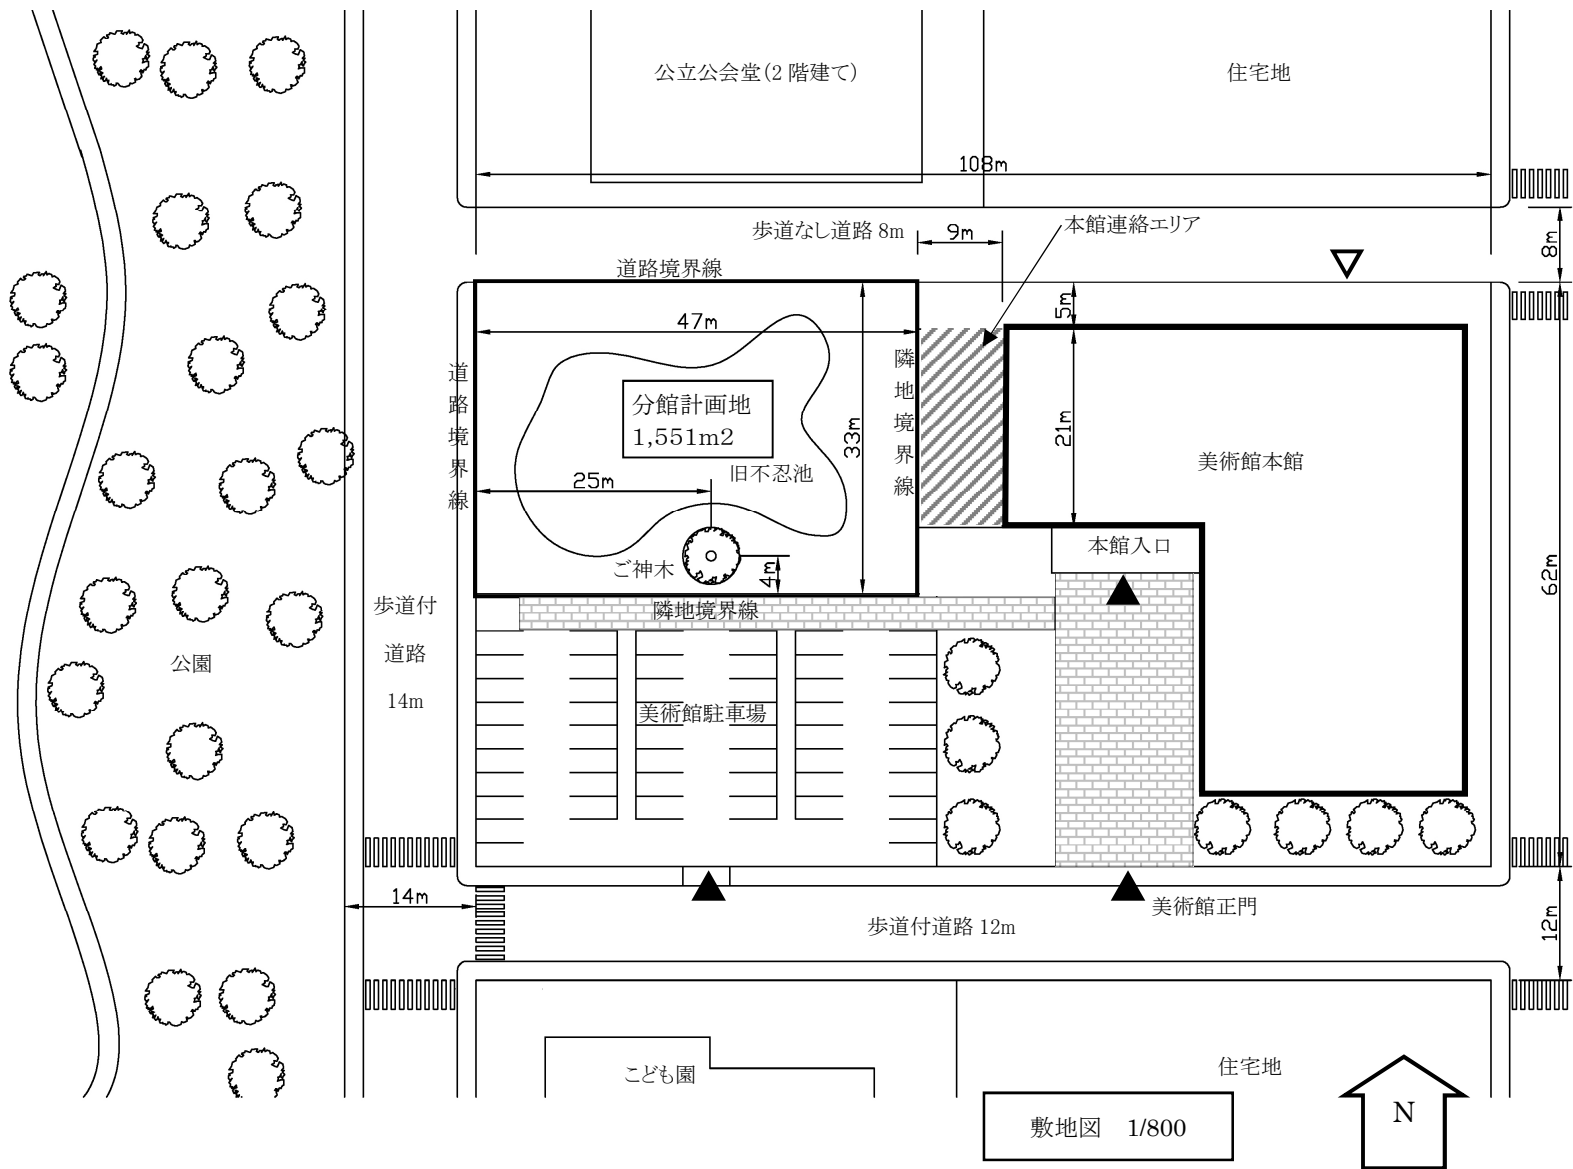 公立公会堂(2 階建て)
住宅地
108m
歩道なし道路 8m
9m
本館連絡エリア
8m
道路境界線
5m
47m
道路境界線
隣地境界線
分館計画地
1,551m2
33m
21m
旧不忍池
美術館本館
25m
ご神木
4m
本館入口
62m
隣地境界線
歩道付
道路
14m
公園
美術館駐車場
14m
美術館正門
歩道付道路 12m
12m
こども園
住宅地
敷地図 1/800
N